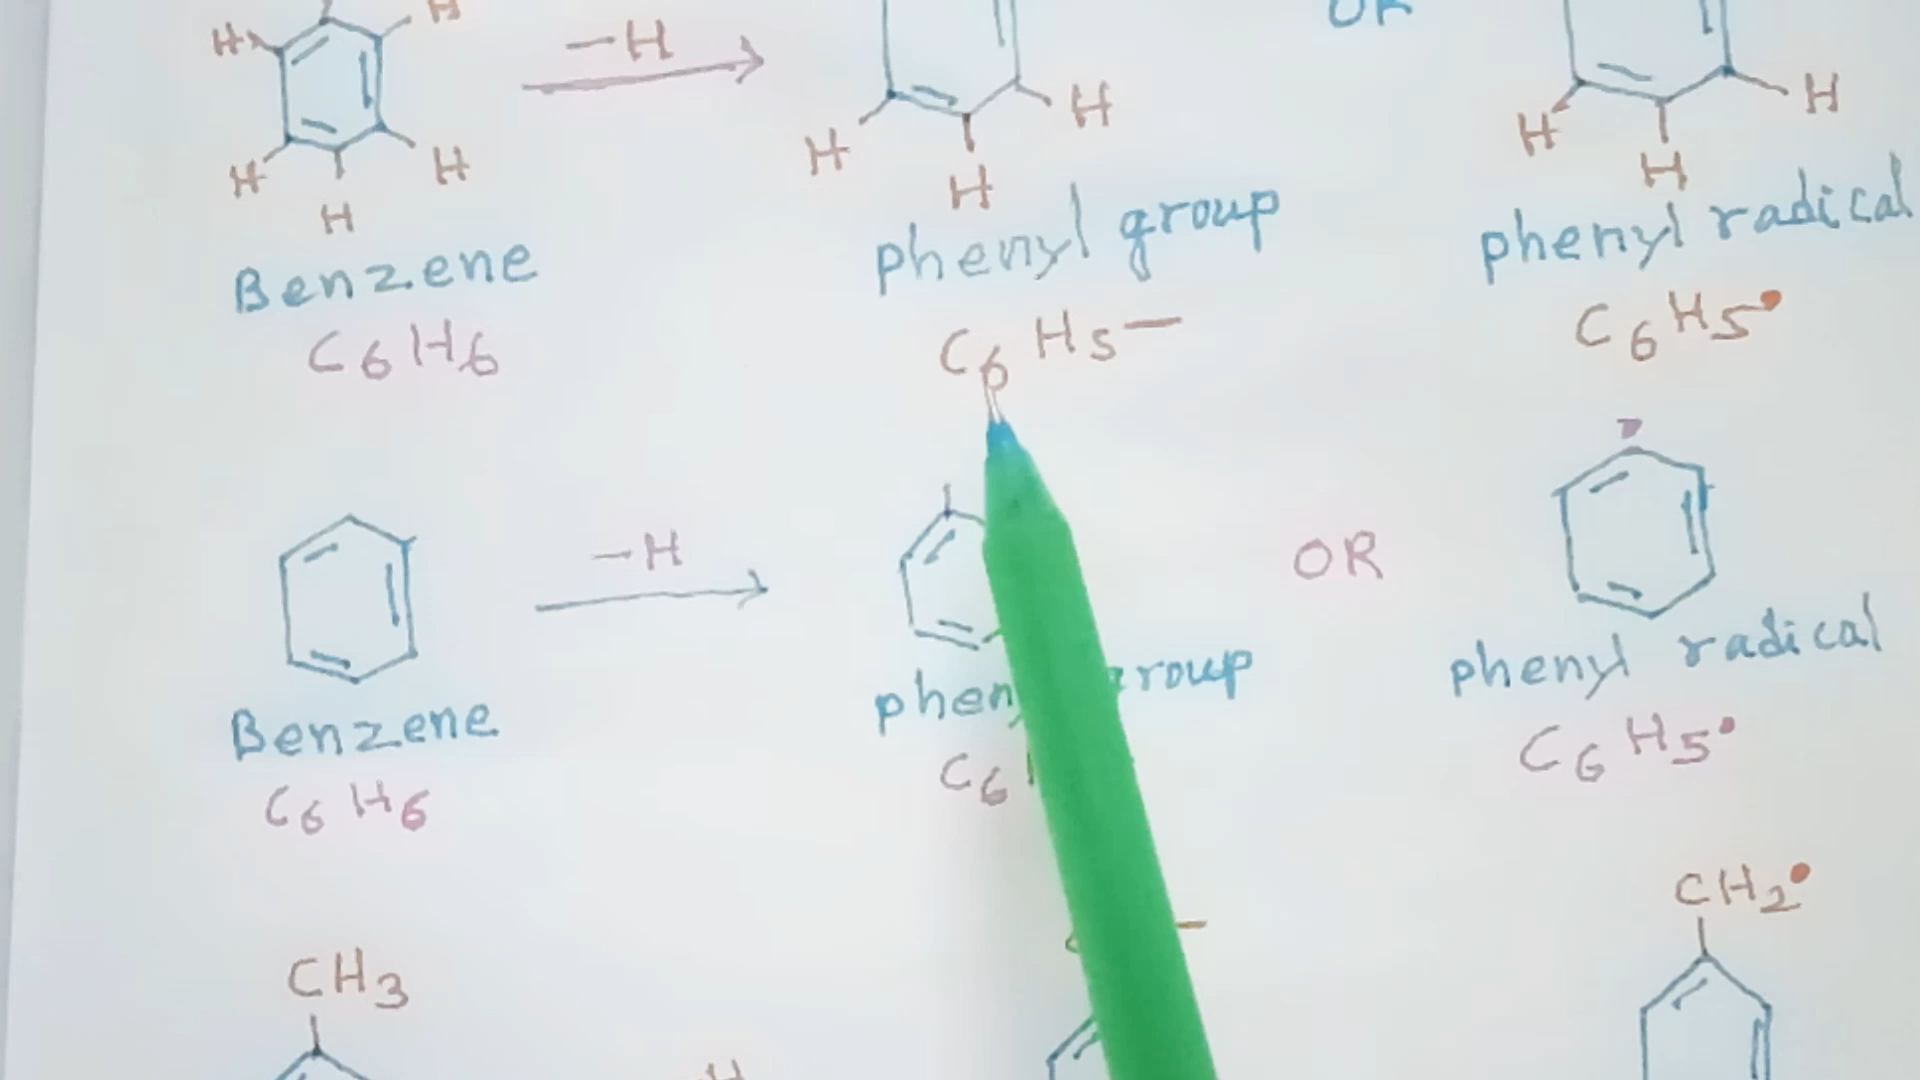 H H
-H
OR
H H H
H H H
H H H
Benzene phenyl group phenyl radical
C6H6 C6H5- C6H5•
-H OR
Benzene phen roup phenyl radical
C6H6 C6 C6H5•
CH2•
CH3
H